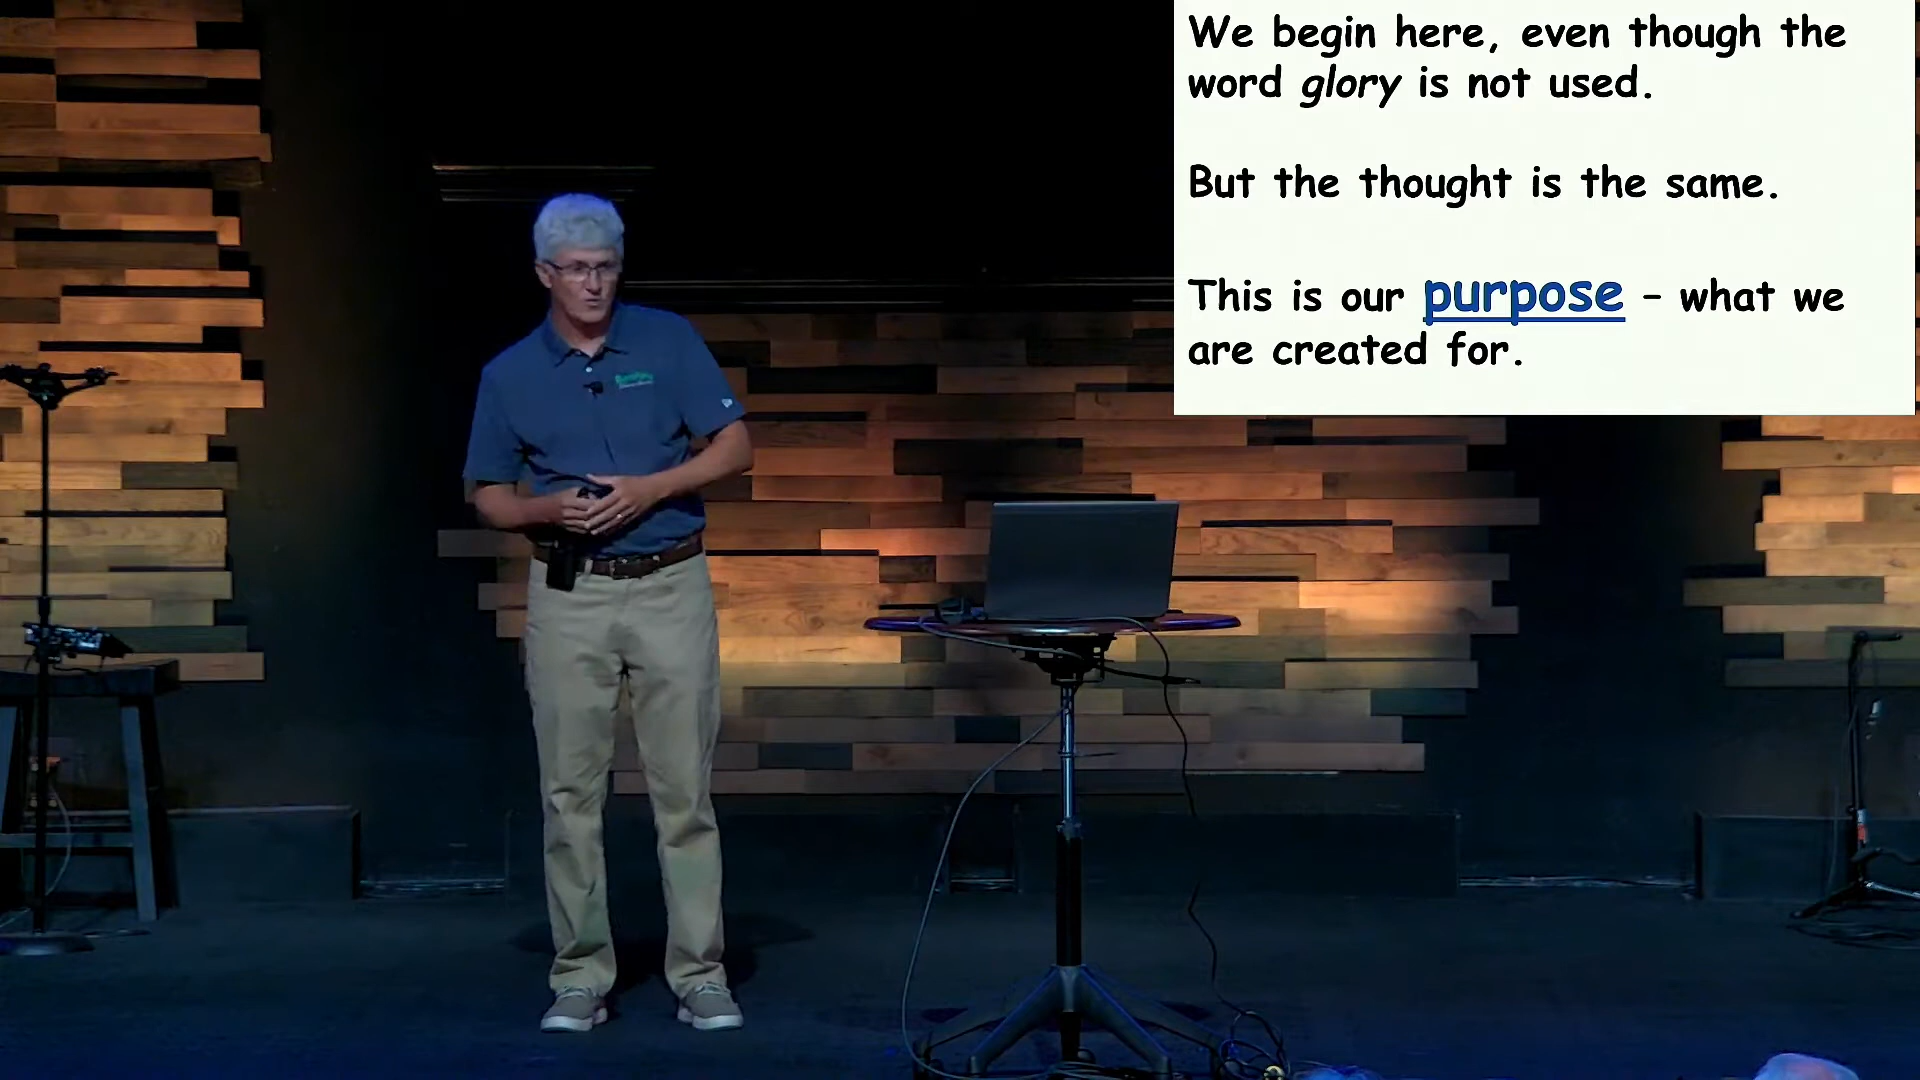 We begin here, even though the
word glory is not used.
But the thought is the same.
This is our purpose – what we
are created for.